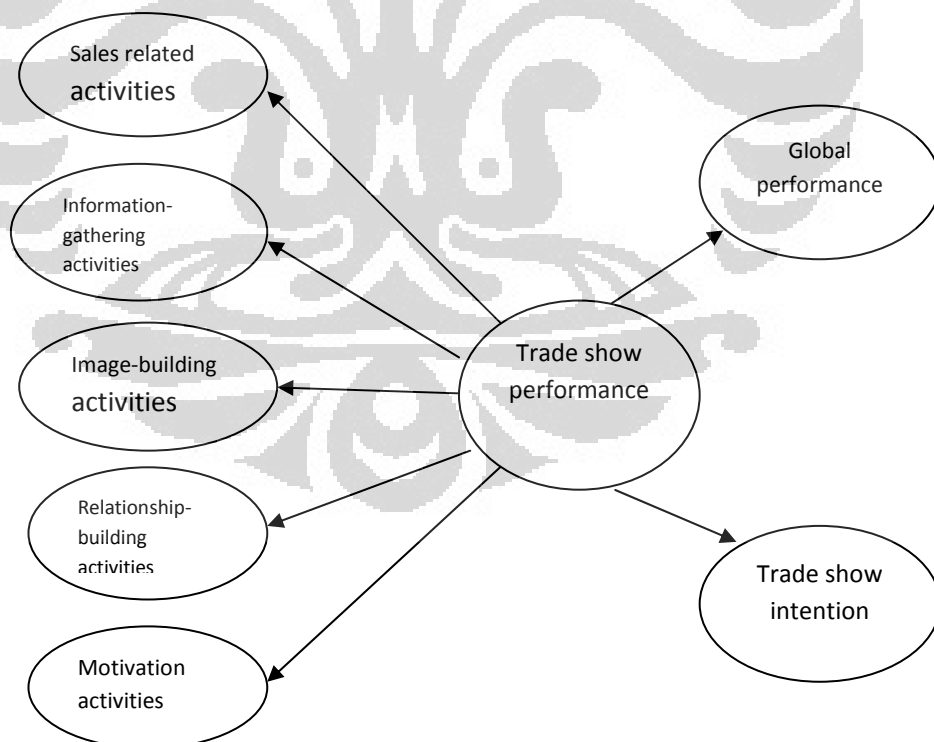 Sales related
activities
Global
performance
Information-
gathering
activities
Trade show
performance
Image-building
activities
Relationship-
building
activities
Trade show
intention
Motivation
activities